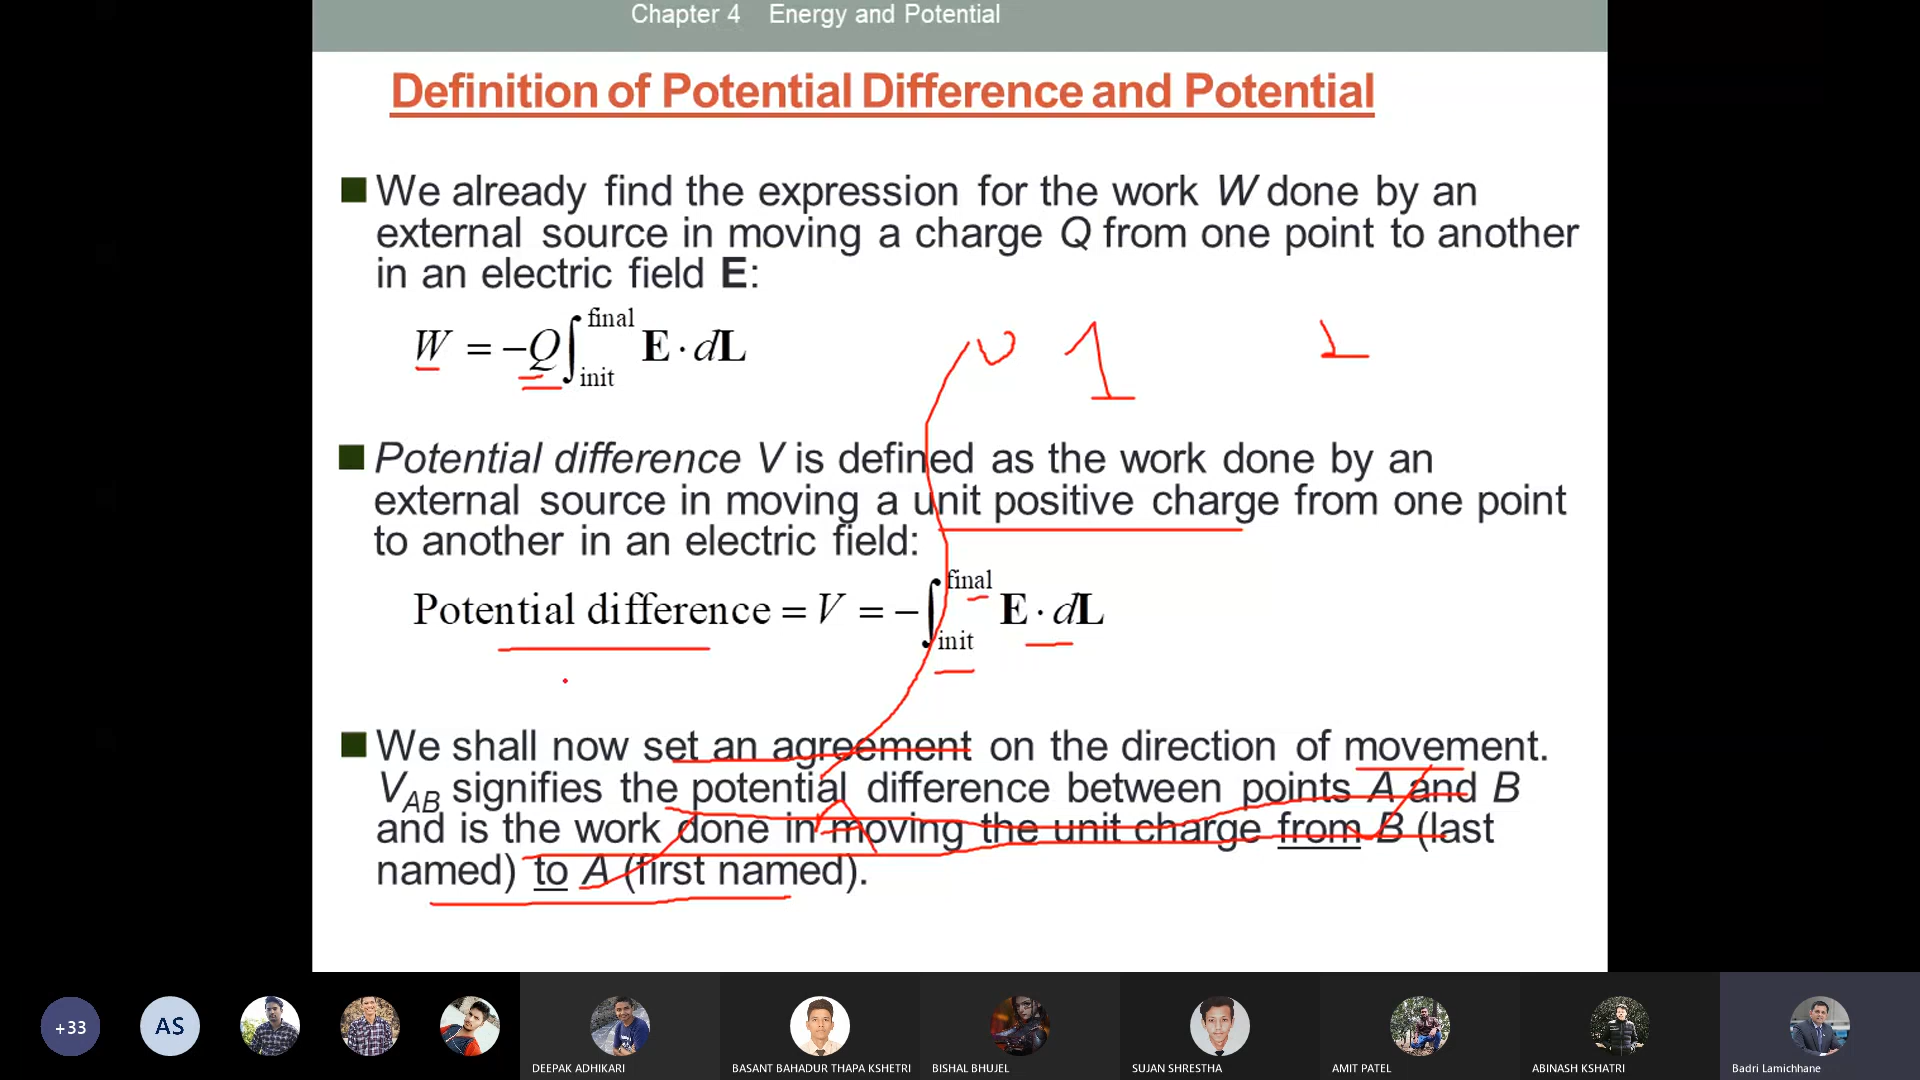 Chapter 4 Energy and Potential
Definition of Potential Difference and Potential
We already find the expression for the work W done by an
external source in moving a charge Q from one point to another
in an electric field E:
W = −Q∫ init final E · dL
Potential difference V is defined as the work done by an
external source in moving a unit positive charge from one point
to another in an electric field:
Potential difference = V = −∫ init final E · dL
We shall now set an agreement on the direction of movement.
V_AB signifies the potential difference between points A and B
and is the work done in moving the unit charge from B (last
named) to A (first named).
+33
AS
DEEPAK ADHIKARI
BASANT BAHADUR THAPA KSHETRI
BISHAL BHUJEL
SUJAN SHRESTHA
AMIT PATEL
ABINASH KSHATRI
Badri Lamichhane